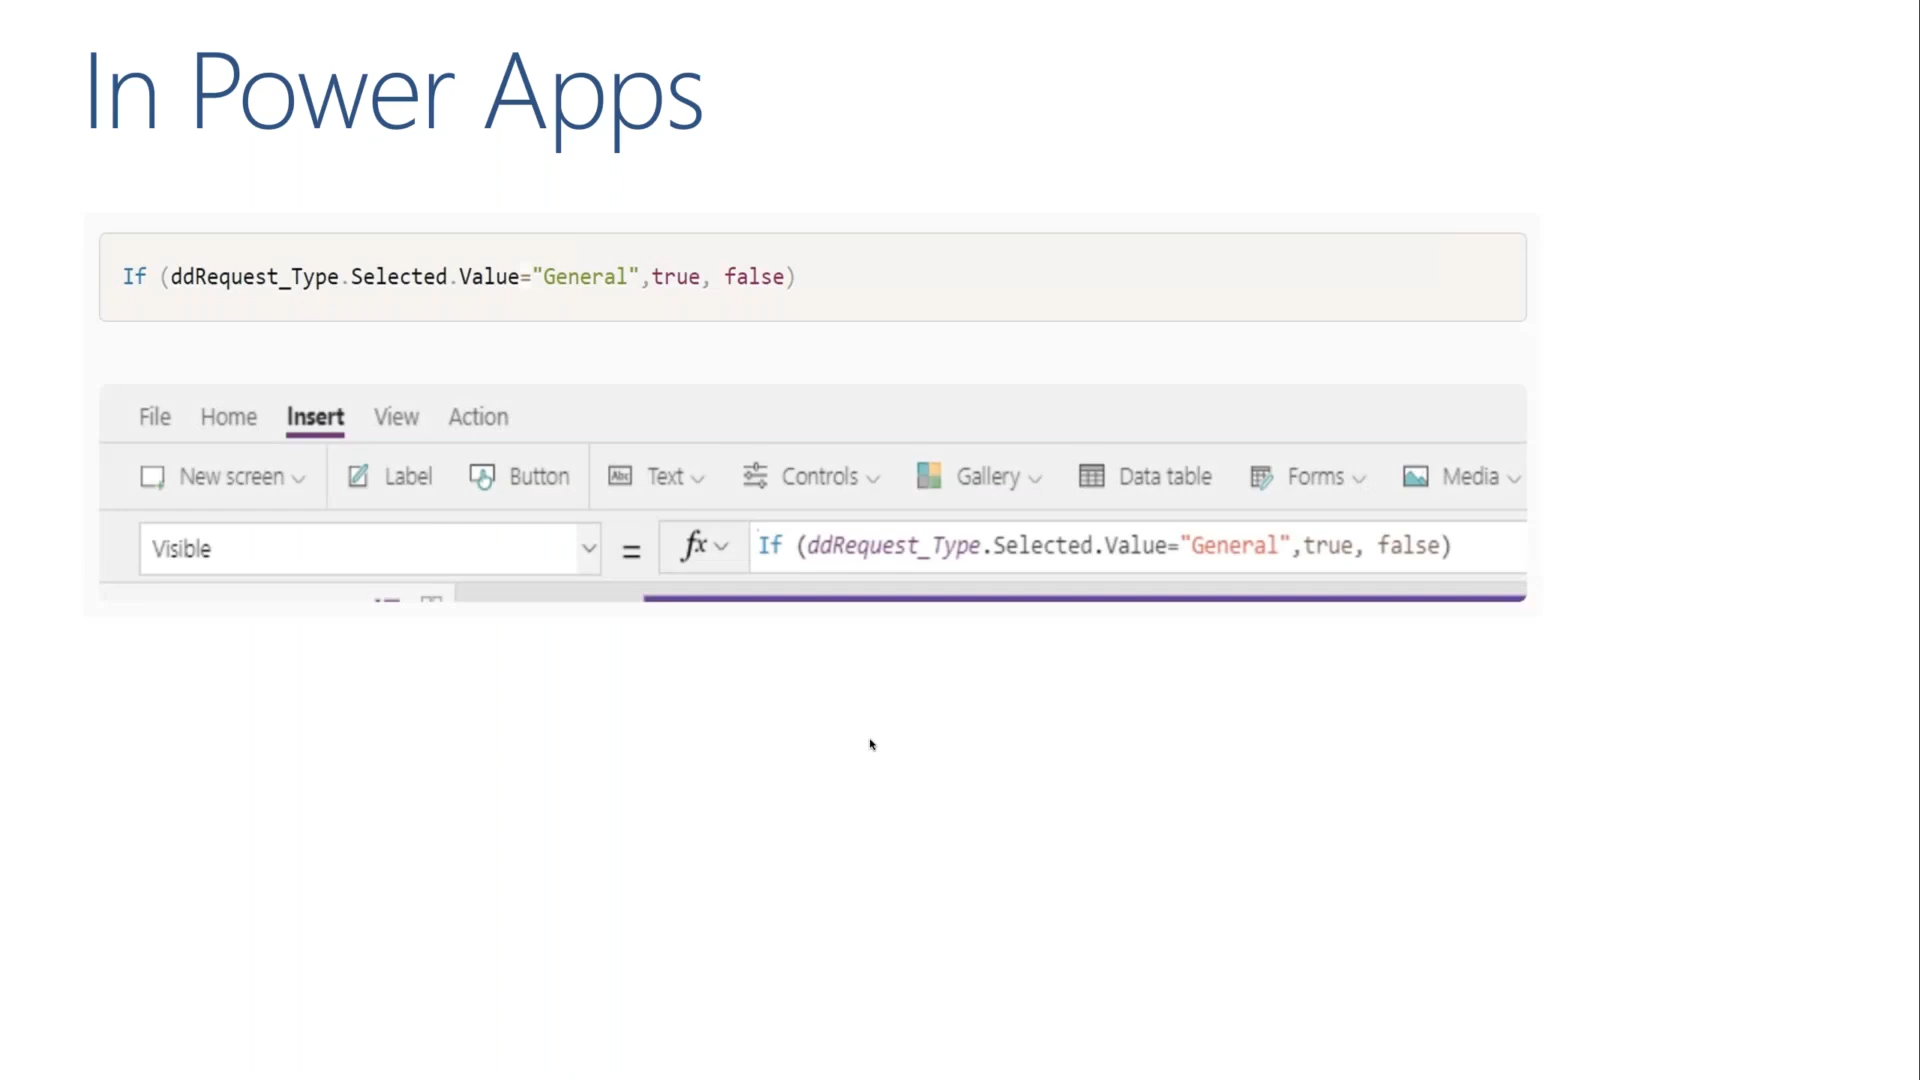 In Power Apps
If (ddRequest_Type.Selected.Value="General",true, false)
File Home Insert View Action
New screen Label Button Text Controls Gallery Data table Forms Media
Visible = fx If (ddRequest_Type.Selected.Value="General",true, false)